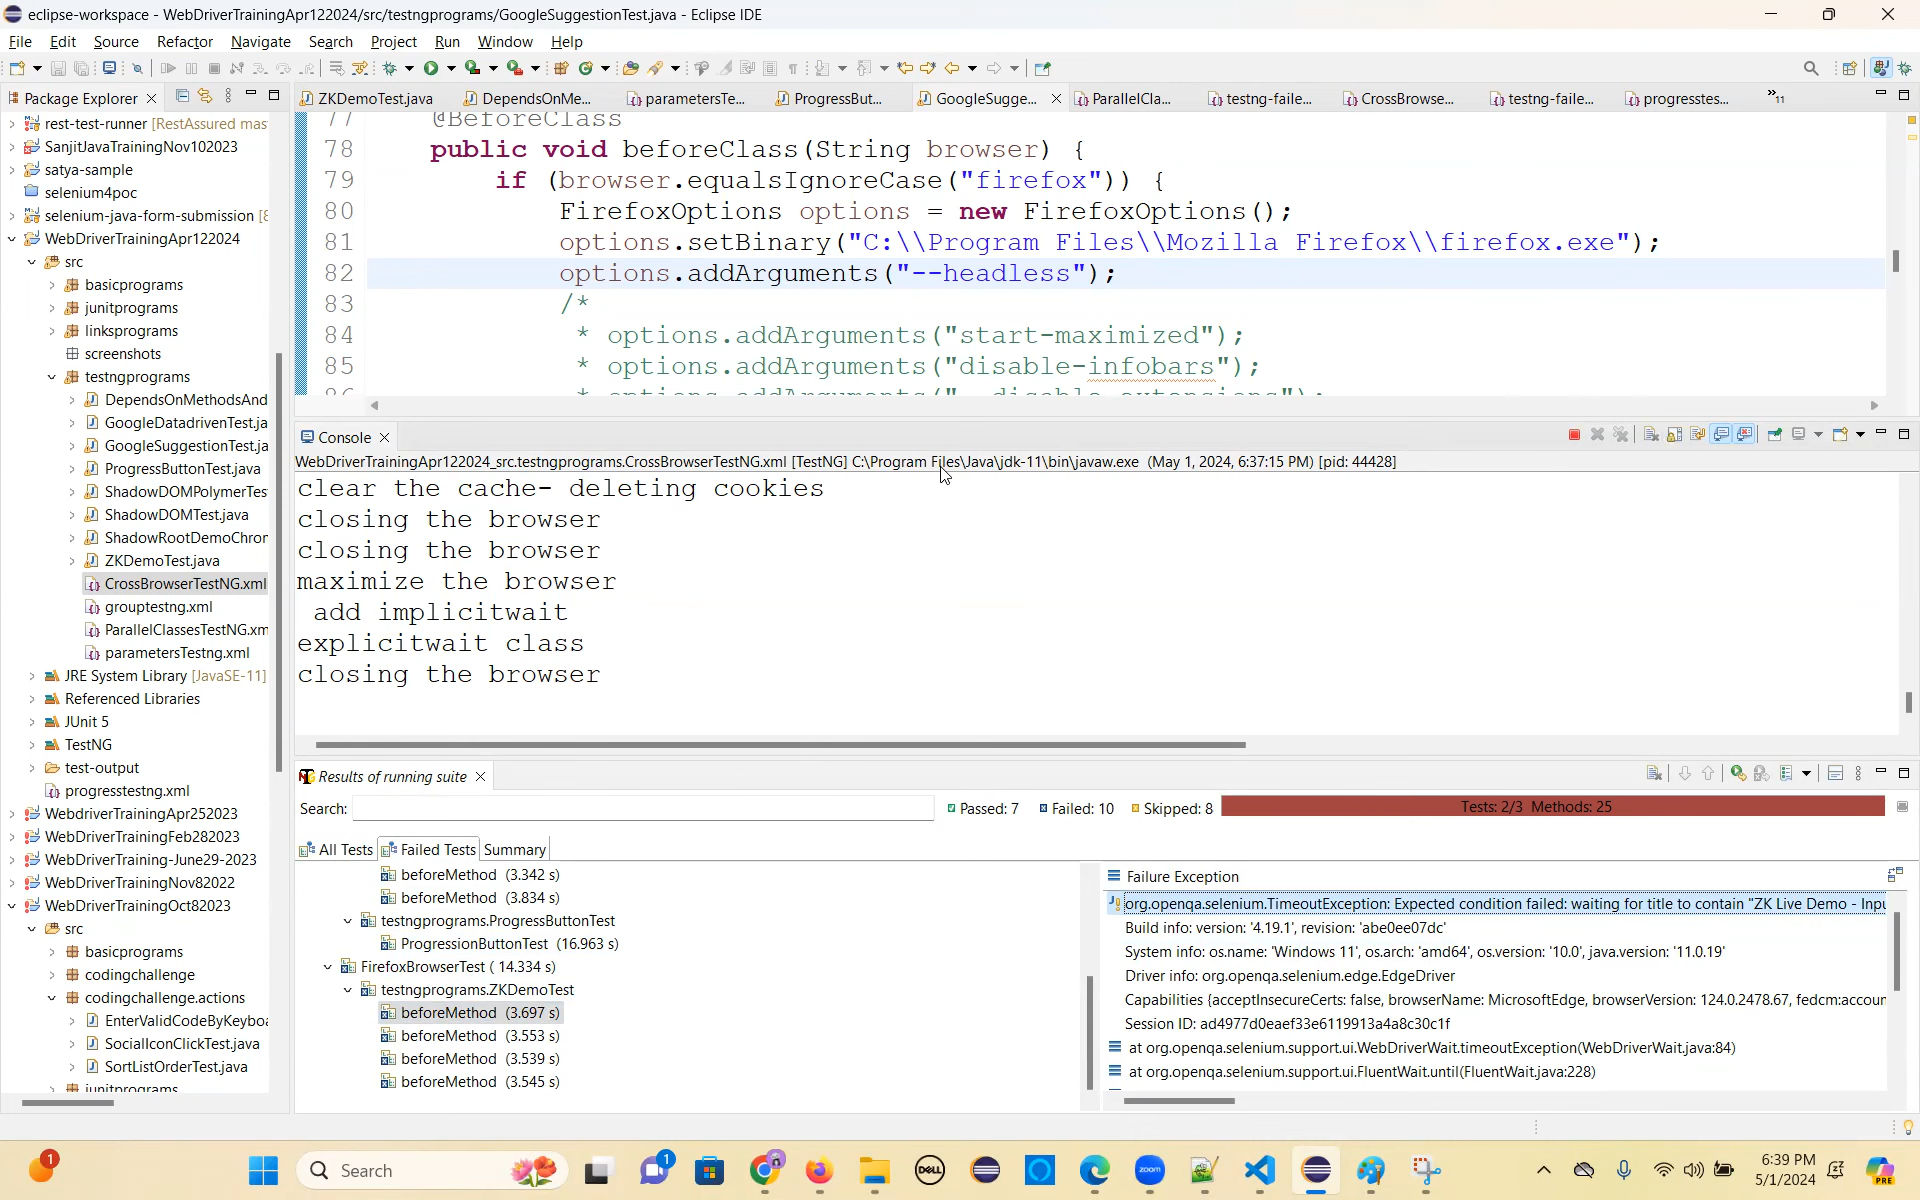 eclipse-workspace - WebDriverTrainingApr122024/src/testngprograms/GoogleSuggestionTest.java - Eclipse IDE
File Edit Source Refactor Navigate Search Project Run Window Help
Package Explorer
ZKDemoTest.java DependsOnMe... parametersTe... ProgressBut... GoogleSugge... ParallelCla... testng-faile... CrossBrowse... testng-faile... progresstes... »11
rest-test-runner [RestAssured mas
SanjitJavaTrainingNov102023
satya-sample
selenium4poc
selenium-java-form-submission [8
WebDriverTrainingApr122024
src
basicprograms
junitprograms
linksprograms
screenshots
testngprograms
DependsOnMethodsAnd
GoogleDatadrivenTest.ja
GoogleSuggestionTest.ja
ProgressButtonTest.java
ShadowDOMPolymerTes
ShadowDOMTest.java
ShadowRootDemoChron
ZKDemoTest.java
CrossBrowserTestNG.xml
grouptestng.xml
ParallelClassesTestNG.xm
parametersTestng.xml
JRE System Library [JavaSE-11]
Referenced Libraries
JUnit 5
TestNG
test-output
progresstestng.xml
WebdriverTrainingApr252023
WebDriverTrainingFeb282023
WebDriverTraining-June29-2023
WebDriverTrainingNov82022
WebDriverTrainingOct82023
src
basicprograms
codingchallenge
codingchallenge.actions
EnterValidCodeByKeyboa
SocialIconClickTest.java
SortListOrderTest.java
junitprograms
77 @BeforeClass
78 public void beforeClass(String browser) {
79 if (browser.equalsIgnoreCase("firefox")) {
80 FirefoxOptions options = new FirefoxOptions();
81 options.setBinary("C:\\Program Files\\Mozilla Firefox\\firefox.exe");
82 options.addArguments("--headless");
83 /*
84 * options.addArguments("start-maximized");
85 * options.addArguments("disable-infobars");
86 * options.addArguments("--disable-extensions");
Console
WebDriverTrainingApr122024_src.testngprograms.CrossBrowserTestNG.xml [TestNG] C:\Program Files\Java\jdk-11\bin\javaw.exe (May 1, 2024, 6:37:15 PM) [pid: 44428]
clear the cache- deleting cookies
closing the browser
closing the browser
maximize the browser
add implicitwait
explicitwait class
closing the browser
Results of running suite
Search: Passed: 7 Failed: 10 Skipped: 8 Tests: 2/3 Methods: 25
All Tests Failed Tests Summary
beforeMethod (3.342 s)
beforeMethod (3.834 s)
testngprograms.ProgressButtonTest
ProgressionButtonTest (16.963 s)
FirefoxBrowserTest ( 14.334 s)
testngprograms.ZKDemoTest
beforeMethod (3.697 s)
beforeMethod (3.553 s)
beforeMethod (3.539 s)
beforeMethod (3.545 s)
Failure Exception
org.openqa.selenium.TimeoutException: Expected condition failed: waiting for title to contain "ZK Live Demo - Inpu
Build info: version: '4.19.1', revision: 'abe0ee07dc'
System info: os.name: 'Windows 11', os.arch: 'amd64', os.version: '10.0', java.version: '11.0.19'
Driver info: org.openqa.selenium.edge.EdgeDriver
Capabilities {acceptInsecureCerts: false, browserName: MicrosoftEdge, browserVersion: 124.0.2478.67, fedcm:accoun
Session ID: ad4977d0eaef33e6119913a4a8c30c1f
at org.openqa.selenium.support.ui.WebDriverWait.timeoutException(WebDriverWait.java:84)
at org.openqa.selenium.support.ui.FluentWait.until(FluentWait.java:228)
1 Search 1 DELL zoom 6:39 PM PRE
5/1/2024